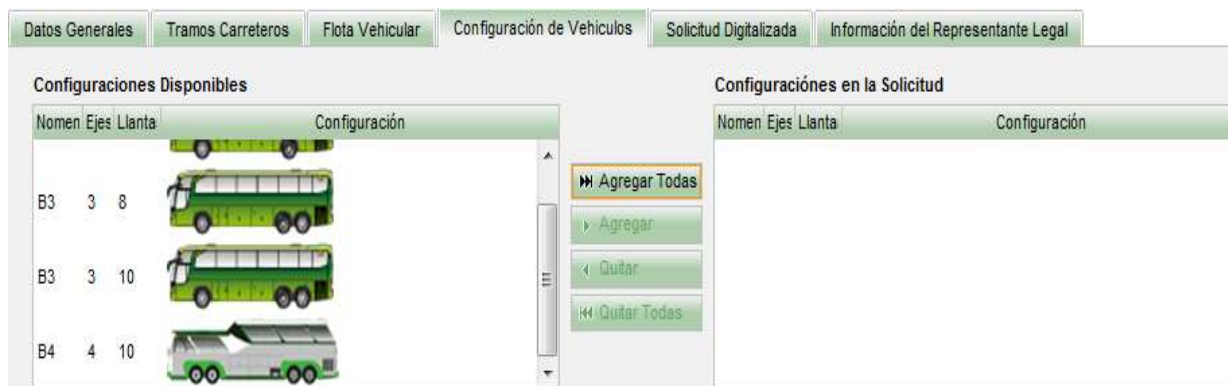 Datos Generales Tramos Carreteros Flota Vehicular Configuración de Vehiculos Solicitud Digitalizada Información del Representante Legal
Configuraciones Disponibles
Nomen Ejes Llanta Configuración
B3 3 8
B3 3 10
B4 4 10
Agregar Todas
Agregar
Quitar
Quitar Todas
Configuraciónes en la Solicitud
Nomen Ejes Llanta Configuración